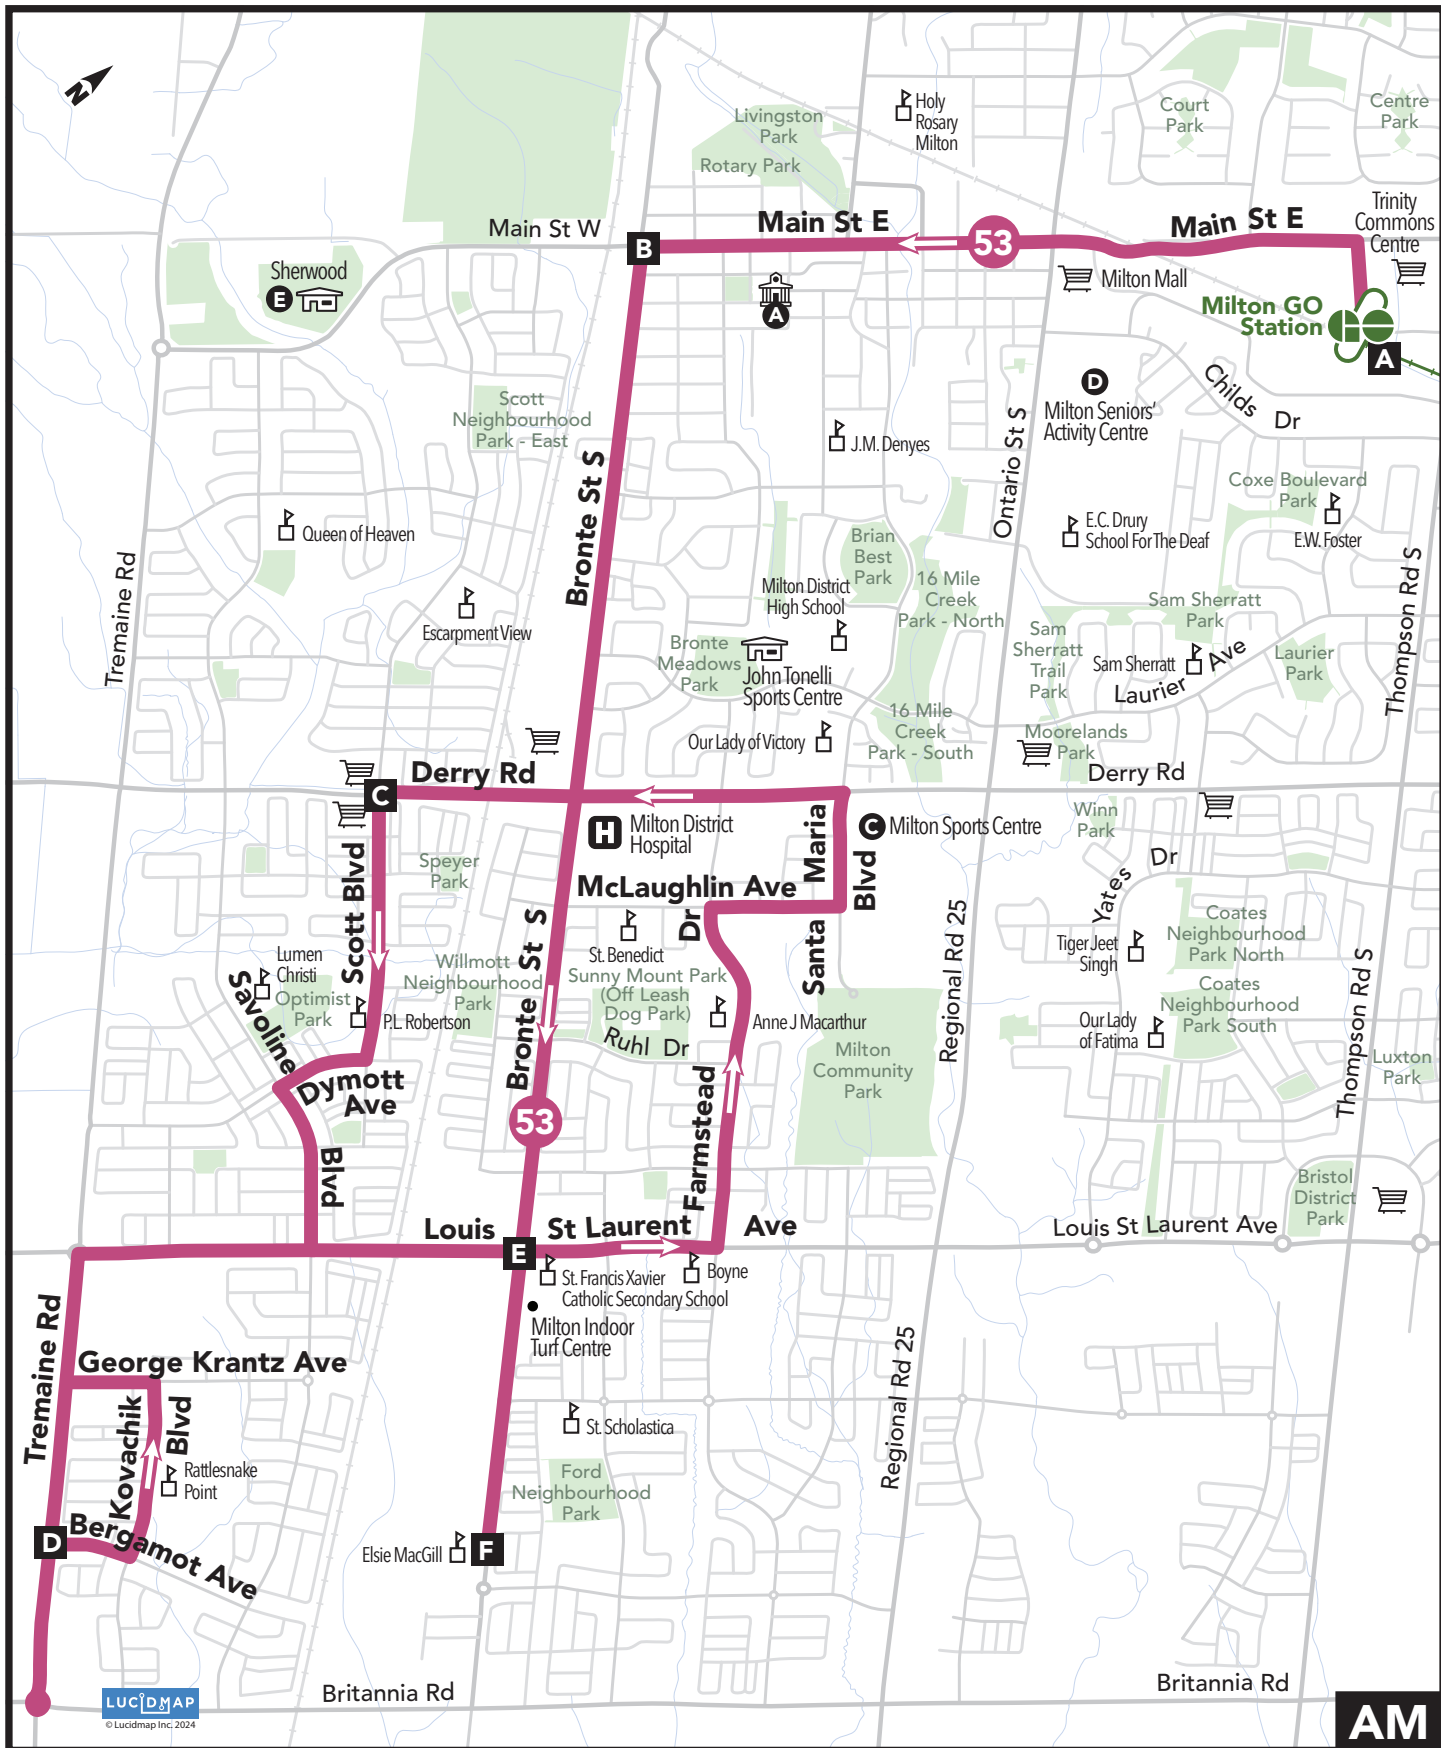 N
Livingston
Park
Rotary Park
Holy
Rosary
Milton
Court
Park
Centre
Park
Trinity
Commons
Centre
Main St W
B
Main St E
53
Main St E
Sherwood
E
A
Milton Mall
Milton GO
Station
A
D
Milton Seniors'
Activity Centre
Childs Dr
Scott
Neighbourhood
Park - East
J.M. Denyes
Ontario St S
Coxe Boulevard
Park
E.W. Foster
Queen of Heaven
Bronte St S
E.C. Drury
School For The Deaf
Brian
Best
Park
Tremaine Rd
Thompson Rd S
Escarpment View
Milton District
High School
16 Mile
Creek
Park - North
Sam Sherratt
Park
Sam
Sherratt
Trail
Park
Bronte
Meadows
Park
John Tonelli
Sports Centre
Sam Sherratt
Laurier Ave
Laurier
Park
Our Lady of Victory
16 Mile
Creek
Park - South
Moorelands
Park
Derry Rd
Derry Rd
C
H
Milton District
Hospital
Santa Maria
Blvd
C
Milton Sports Centre
Winn
Park
Speyer
Park
McLaughlin Ave
Yates Dr
Scott Blvd
Bronte St S
St. Benedict
Farmstead Dr
Regional Rd 25
Coates
Neighbourhood
Park North
Tiger Jeet
Singh
Lumen
Christi
Savoline
Blvd
Optimist
Park
P.L. Robertson
Willmott
Neighbourhood
Park
Sunny Mount Park
(Off Leash
Dog Park)
Anne J Macarthur
Ruhl Dr
Milton
Community
Park
Our Lady
of Fatima
Coates
Neighbourhood
Park South
Thompson Rd S
Luxton
Park
Dymott
Ave
53
Bristol
District
Park
Louis St Laurent Ave
Louis St Laurent Ave
E
St. Francis Xavier
Catholic Secondary School
Boyne
Milton Indoor
Turf Centre
Tremaine Rd
George Krantz Ave
Kovachik
Blvd
Regional Rd 25
St. Scholastica
Rattlesnake
Point
Ford
Neighbourhood
Park
D
Bergamot Ave
Elsie MacGill
F
Britannia Rd
Britannia Rd
LUCIDMAP
© Lucidmap Inc. 2024
AM